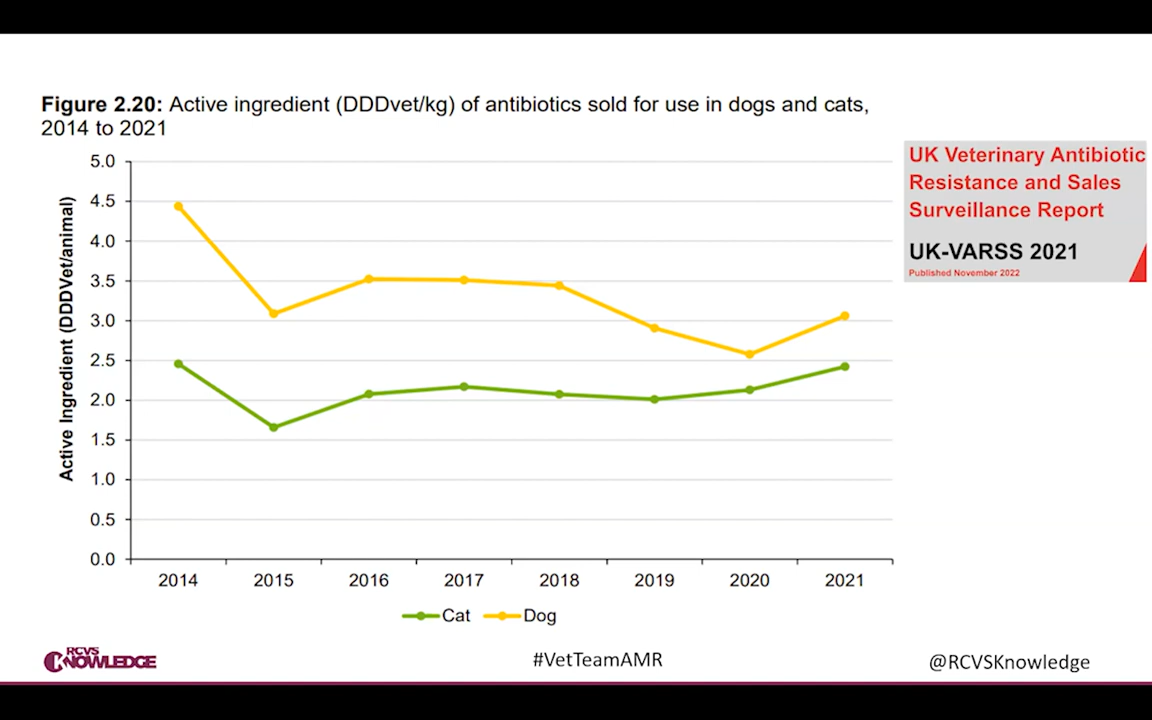 Figure 2.20: Active ingredient (DDDvet/kg) of antibiotics sold for use in dogs and cats,
2014 to 2021
UK Veterinary Antibiotic
Resistance and Sales
Surveillance Report
UK-VARSS 2021
Published November 2022
Active Ingredient (DDDVet/animal)
5.0
4.5
4.0
3.5
3.0
2.5
2.0
1.5
1.0
0.5
0.0
2014 2015 2016 2017 2018 2019 2020 2021
Cat Dog
RCVS
KNOWLEDGE
#VetTeamAMR
@RCVSKnowledge